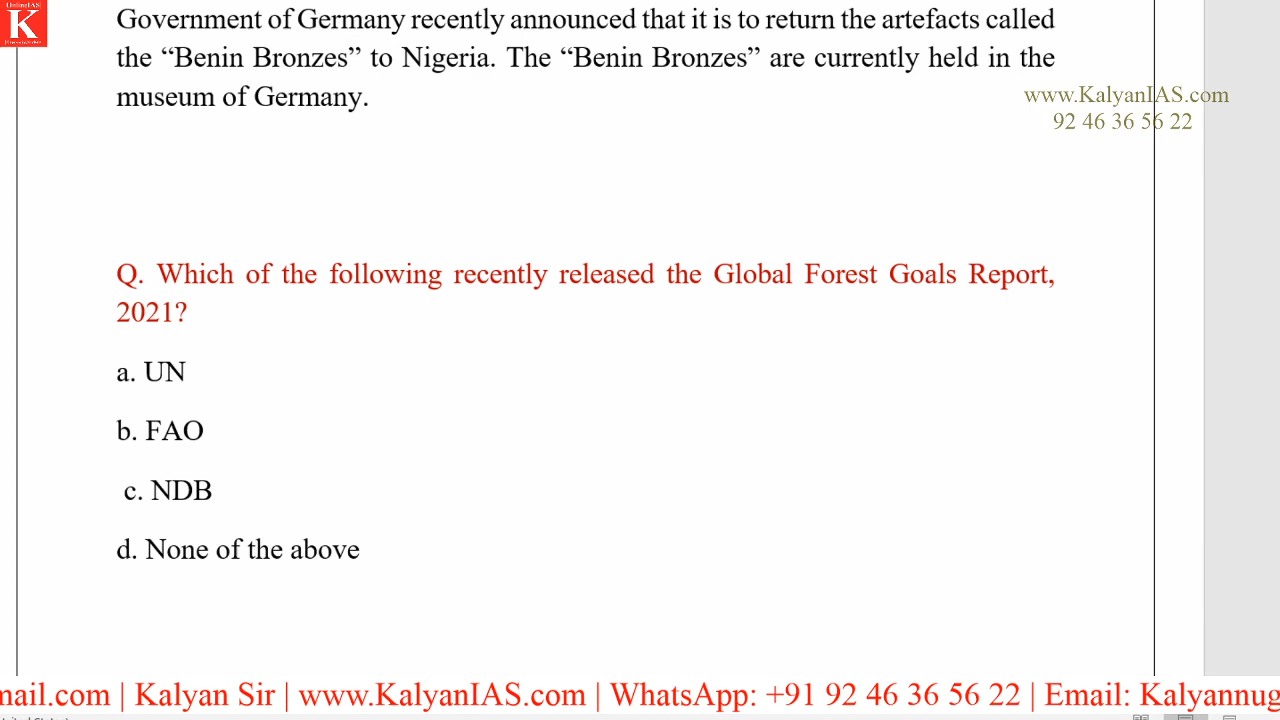 OnlineIAS
K
Government of Germany recently announced that it is to return the artefacts called
the “Benin Bronzes” to Nigeria. The “Benin Bronzes” are currently held in the
museum of Germany.
www.KalyanIAS.com
92 46 36 56 22
Q. Which of the following recently released the Global Forest Goals Report,
2021?
a. UN
b. FAO
c. NDB
d. None of the above
mail.com | Kalyan Sir | www.KalyanIAS.com | WhatsApp: +91 92 46 36 56 22 | Email: Kalyannug